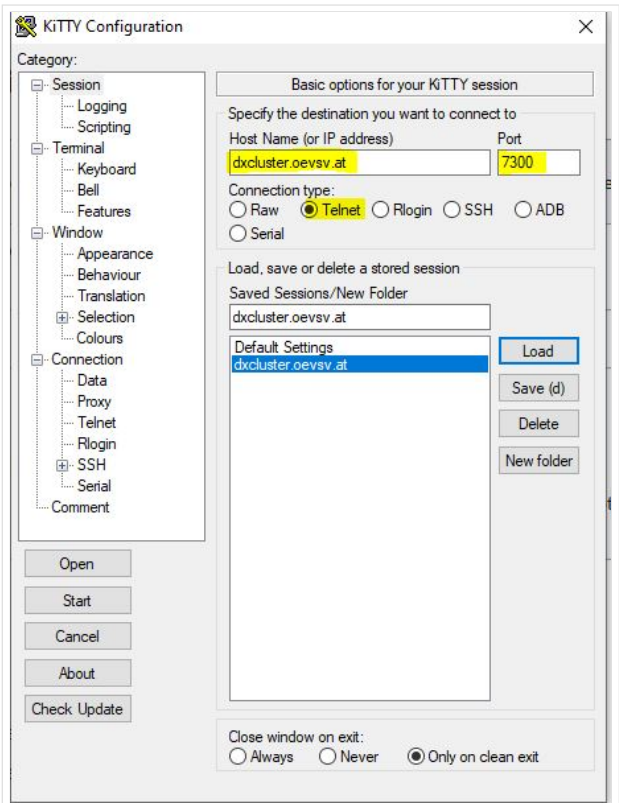 KiTTY Configuration
Category:
Session
Logging
Scripting
Terminal
Keyboard
Bell
Features
Window
Appearance
Behaviour
Translation
Selection
Colours
Connection
Data
Proxy
Telnet
Rlogin
SSH
Serial
Comment
Open
Start
Cancel
About
Check Update
Basic options for your KiTTY session
Specify the destination you want to connect to
Host Name (or IP address) Port
dxcluster.oevsv.at 7300
Connection type:
Raw Telnet Rlogin SSH ADB
Serial
Load, save or delete a stored session
Saved Sessions/New Folder
dxcluster.oevsv.at
Default Settings
dxcluster.oevsv.at
Load
Save (d)
Delete
New folder
Close window on exit:
Always Never Only on clean exit